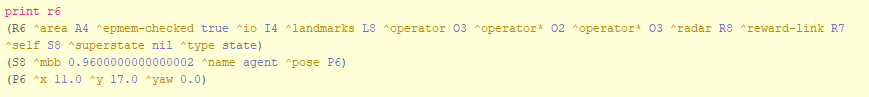 print r6
(R6 ^area A4 ^epmem-checked true ^io I4 ^landmarks L8 ^operator O3 ^operator* O2 ^operator* O3 ^radar R8 ^reward-link R7
^self S8 ^superstate nil ^type state)
(S8 ^mbb 0.9600000000000002 ^name agent ^pose P6)
(P6 ^x 11.0 ^y 17.0 ^yaw 0.0)